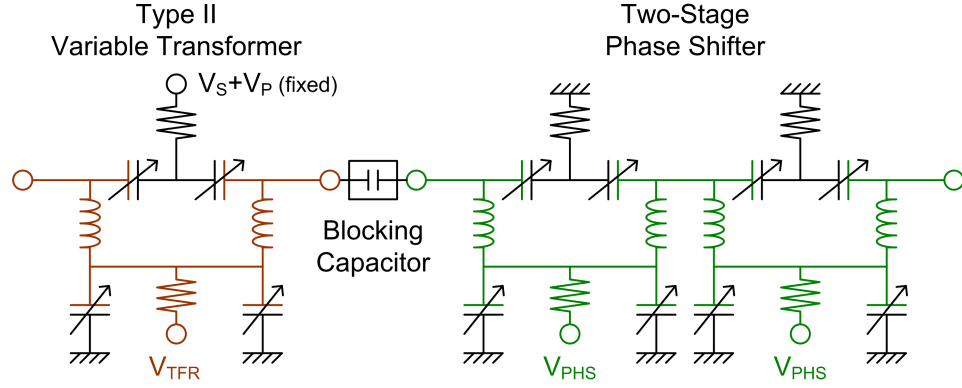 Type II
Variable Transformer
Two-Stage
Phase Shifter
VS+VP (fixed)
Blocking
Capacitor
VTFR
VPHS
VPHS